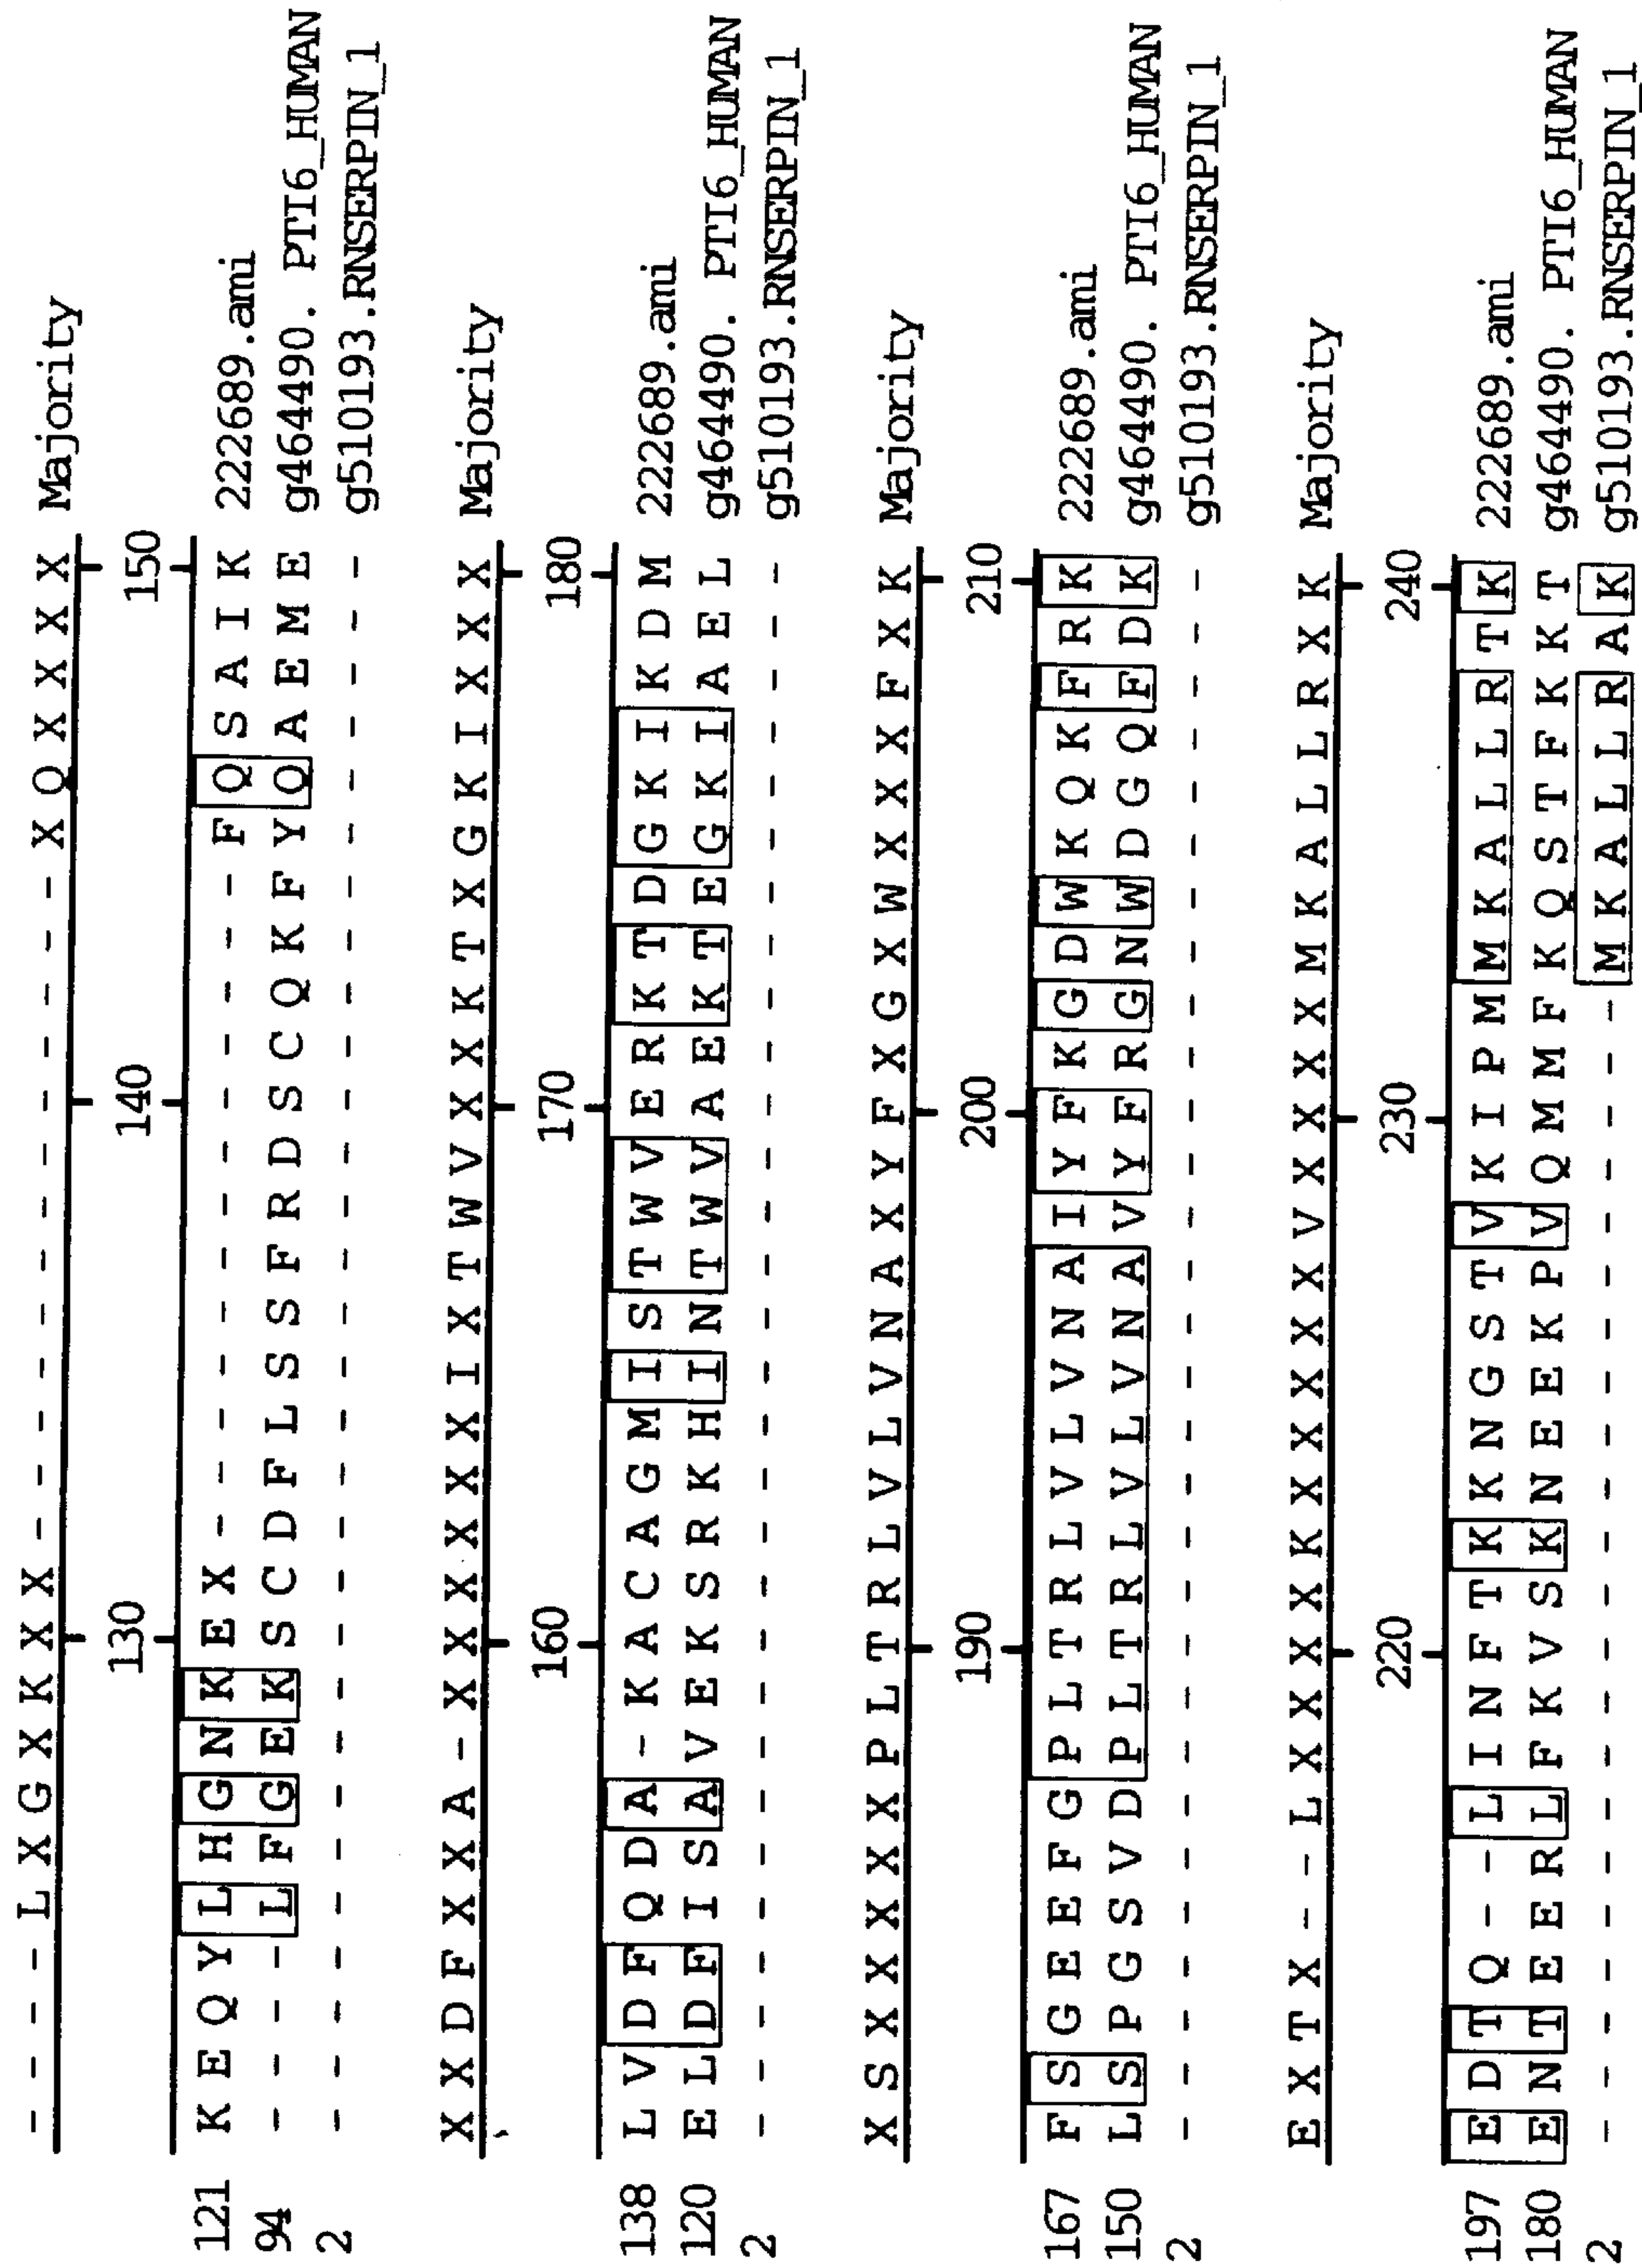 - - - - L X G X K X X - - - - - - - - - - - - - X Q X X X X Majority
130 140 150
121 K E Q Y L H G N K E X - - - - - - - - - - - - - F Q S A I K 222689.ami
94 - - - - L F G E K S C D F L S S F R D S C Q K F Y Q A E M E g464490. PTI6_HUMAN
2 - - - - - - - - - - - - - - - - - - - - - - - - - - - - - - g510193.RNSERPIN_1
X X D F X X A - X X X X X X I X T W V X X K T X G K I X X X Majority
160 170 180
138 L V D F Q D A - K A C A G M I S T W V E R K T D G K I K D M 222689.ami
120 E L D F I S A V E K S R K H I N T W V A E K T E G K I A E L g464490. PTI6_HUMAN
2 - - - - - - - - - - - - - - - - - - - - - - - - - - - - - - g510193.RNSERPIN_1
X S X X X X X P L T R L V L V N A X Y F X G X W X X X F X K Majority
190 200 210
167 F S G E E F G P L T R L V L V N A I Y F K G D W K Q K F R K 222689.ami
150 L S P G S V D P L T R L V L V N A V Y F R G N W D G Q F D K g464490. PTI6_HUMAN
2 - - - - - - - - - - - - - - - - - - - - - - - - - - - - - - g510193.RNSERPIN_1
E X T X - - L X X X X K X X X X X V X X X X M K A L L R X K Majority
220 230 240
197 E D T Q - - L I N F T K K N G S T V K I P M M K A L L R T K 222689.ami
180 E N T E E R L F K V S K N E E K P V Q M M F K Q S T F K K T g464490. PTI6_HUMAN
2 - - - - - - - - - - - - - - - - - - - - - - M K A L L R A K g510193.RNSERPIN_1